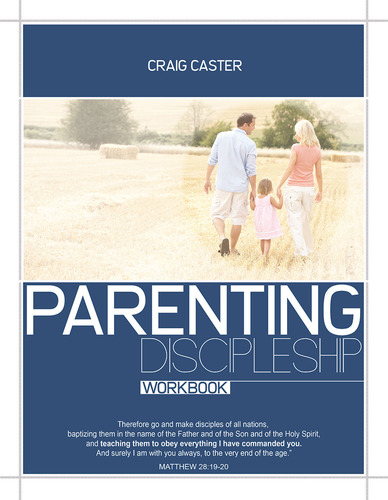 CRAIG CASTER
PARENTING
DISCIPLESHIP
WORKBOOK
Therefore go and make disciples of all nations,
baptizing them in the name of the Father and of the Son and of the Holy Spirit,
and teaching them to obey everything I have commanded you.
And surely I am with you always, to the very end of the age.”
MATTHEW 28:19-20